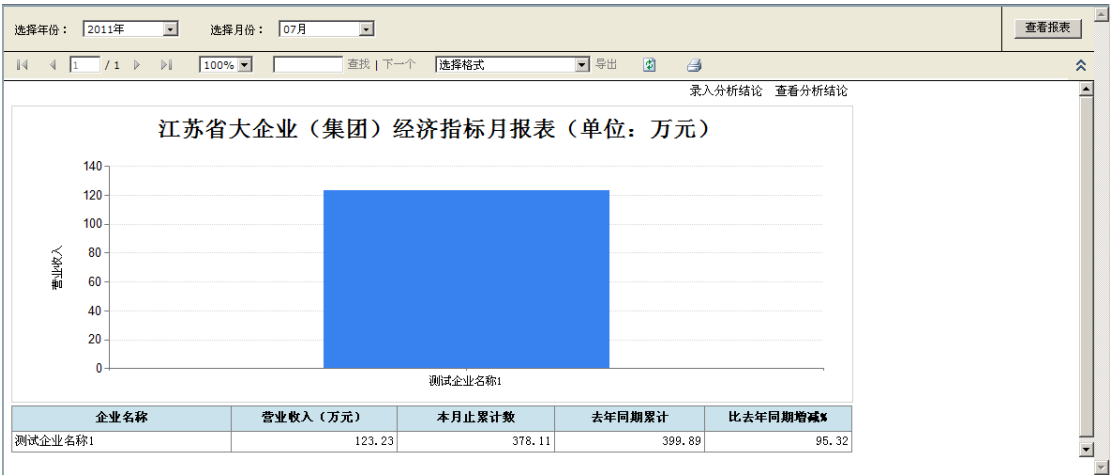 选择年份： 2011年 选择月份： 07月 查看报表
1 / 1 100% 查找 | 下一个 选择格式 导出
录入分析结论 查看分析结论
江苏省大企业（集团）经济指标月报表（单位：万元）
140
120
100
80
60
40
20
0
营业收入
测试企业名称1
企业名称 营业收入（万元） 本月止累计数 去年同期累计 比去年同期增减%
测试企业名称1 123.23 378.11 399.89 95.32